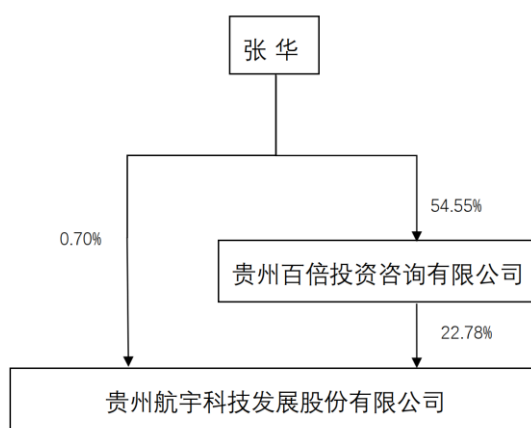 张 华
54.55%
0.70%
贵州百倍投资咨询有限公司
22.78%
贵州航宇科技发展股份有限公司